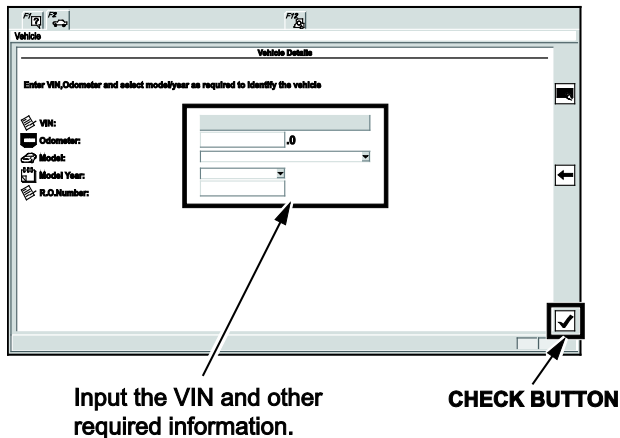 F1 F2 F12
Vehicle
Vehicle Details
Enter VIN,Odometer and select model/year as required to identify the vehicle
VIN:
Odometer: .0
Model:
Model Year:
R.O.Number:
Input the VIN and other
required information.
CHECK BUTTON